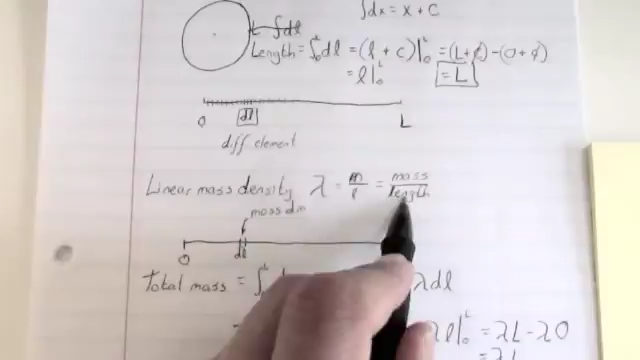 ∫dx = x + C
L ∫dl
Length = ∫₀ᴸ dl = (l + c)|₀ᴸ = (L+c) - (0+c)
= l|₀ᴸ = L
0 dl L
diff element
Linear mass density λ = m/l = mass/length
mass dm
0 dl
Total mass = ∫₀ᴸ λdl
λl|₀ᴸ = λL - λ0
= λL